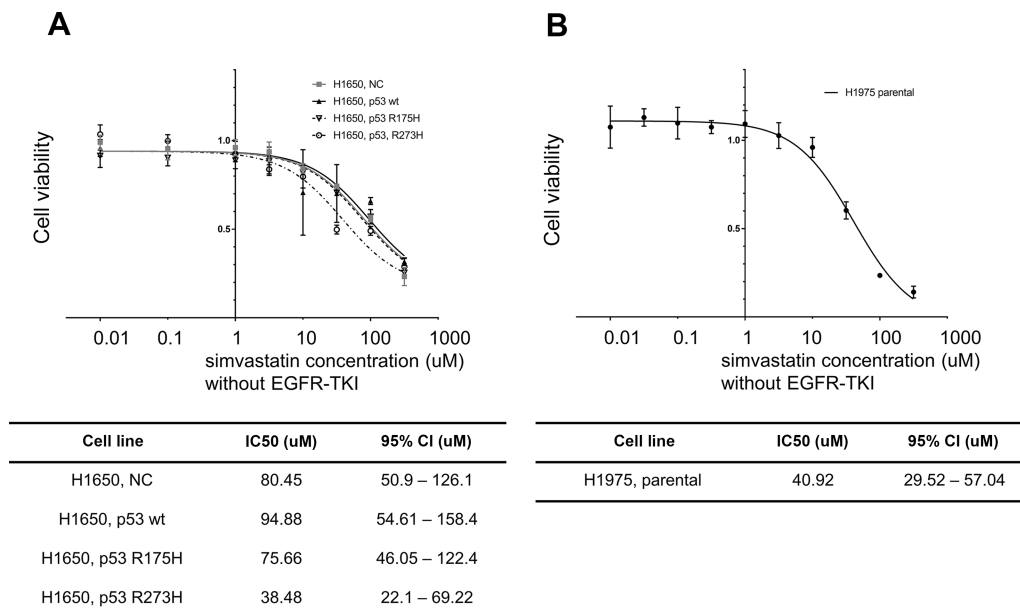 A
H1650, NC
H1650, p53 wt
H1650, p53 R175H
H1650, p53, R273H
Cell viability
1.0
0.5
0.01 0.1 1 10 100 1000
simvastatin concentration (uM)
without EGFR-TKI
Cell line IC50 (uM) 95% CI (uM)
H1650, NC 80.45 50.9 – 126.1
H1650, p53 wt 94.88 54.61 – 158.4
H1650, p53 R175H 75.66 46.05 – 122.4
H1650, p53 R273H 38.48 22.1 – 69.22
B
H1975 parental
Cell viability
1.0
0.5
0.01 0.1 1 10 100 1000
simvastatin concentration (uM)
without EGFR-TKI
Cell line IC50 (uM) 95% CI (uM)
H1975, parental 40.92 29.52 – 57.04